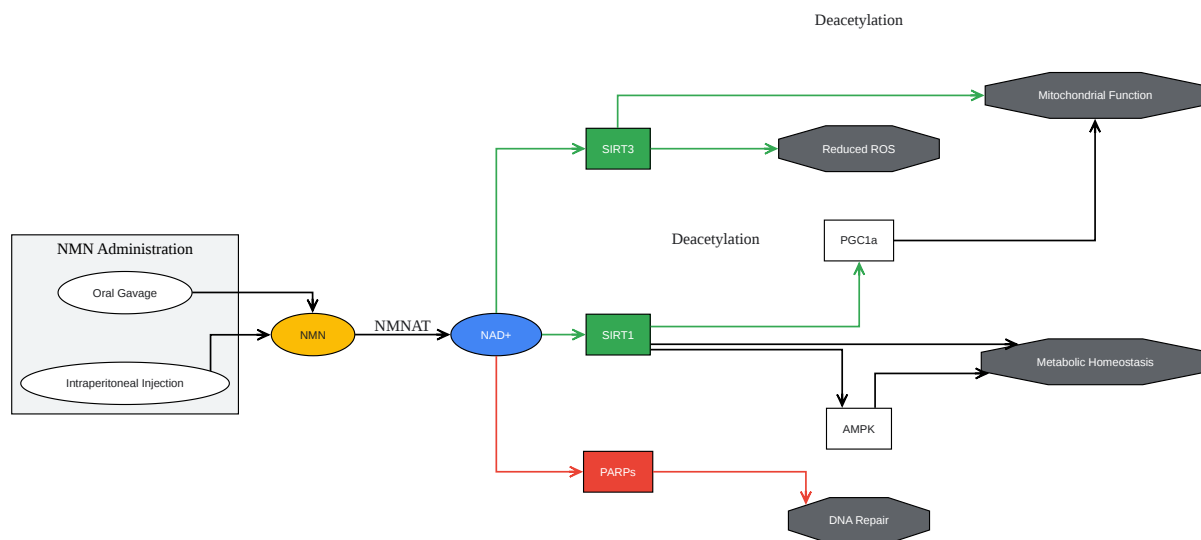 Deacetylation
Mitochondrial Function
SIRT3
Reduced ROS
Deacetylation
PGC1a
NMN Administration
Oral Gavage
NMN
NMNAT
NAD+
SIRT1
Metabolic Homeostasis
Intraperitoneal Injection
AMPK
PARPs
DNA Repair